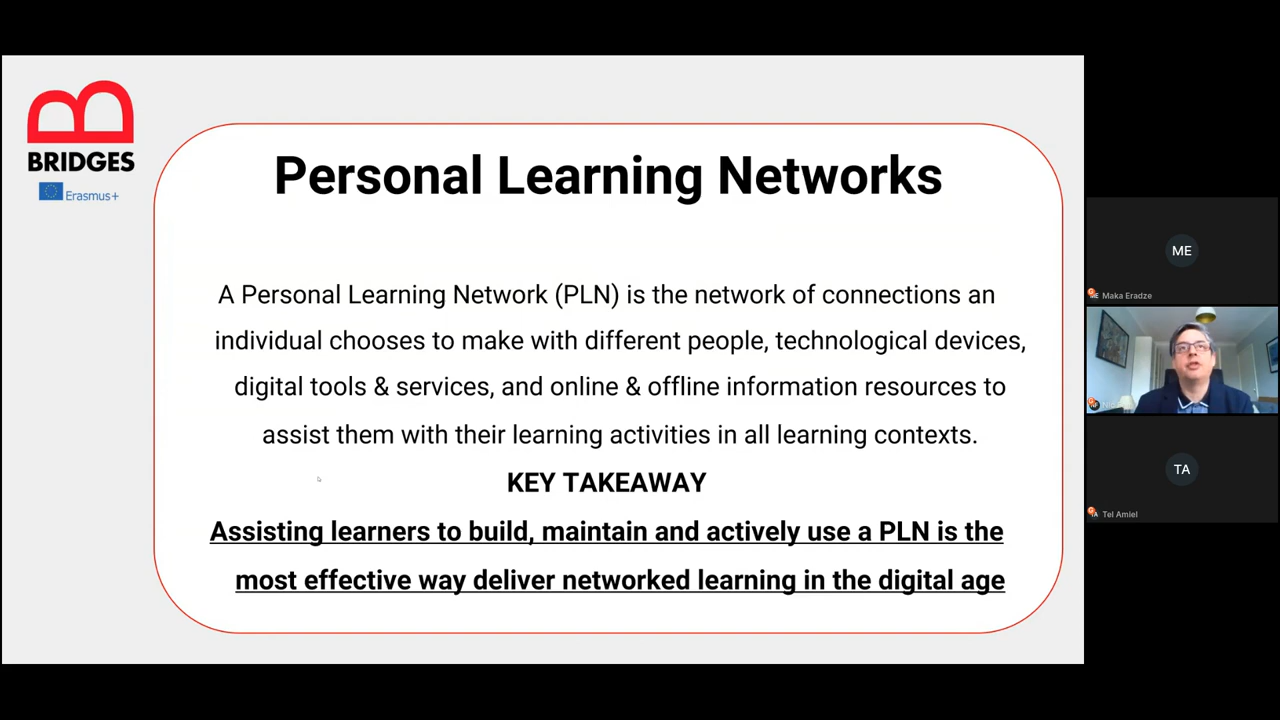 BRIDGES
Erasmus+
Personal Learning Networks
A Personal Learning Network (PLN) is the network of connections an
individual chooses to make with different people, technological devices,
digital tools & services, and online & offline information resources to
assist them with their learning activities in all learning contexts.
KEY TAKEAWAY
Assisting learners to build, maintain and actively use a PLN is the
most effective way deliver networked learning in the digital age
ME
Maka Eradze
TA
Tel Amiel